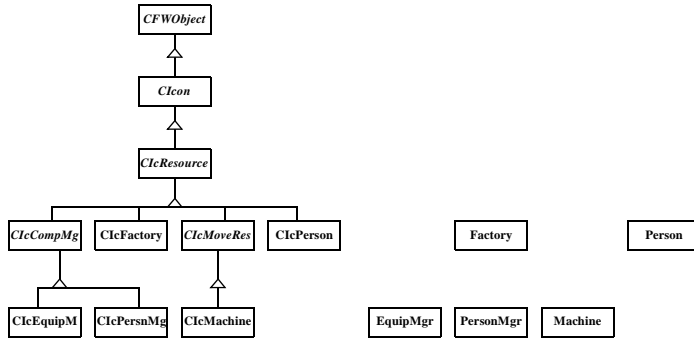 CFWObject
CIcon
CIcResource
CIcCompMg CIcFactory CIcMoveRes CIcPerson Factory Person
CIcEquipM CIcPersnMg CIcMachine EquipMgr PersonMgr Machine